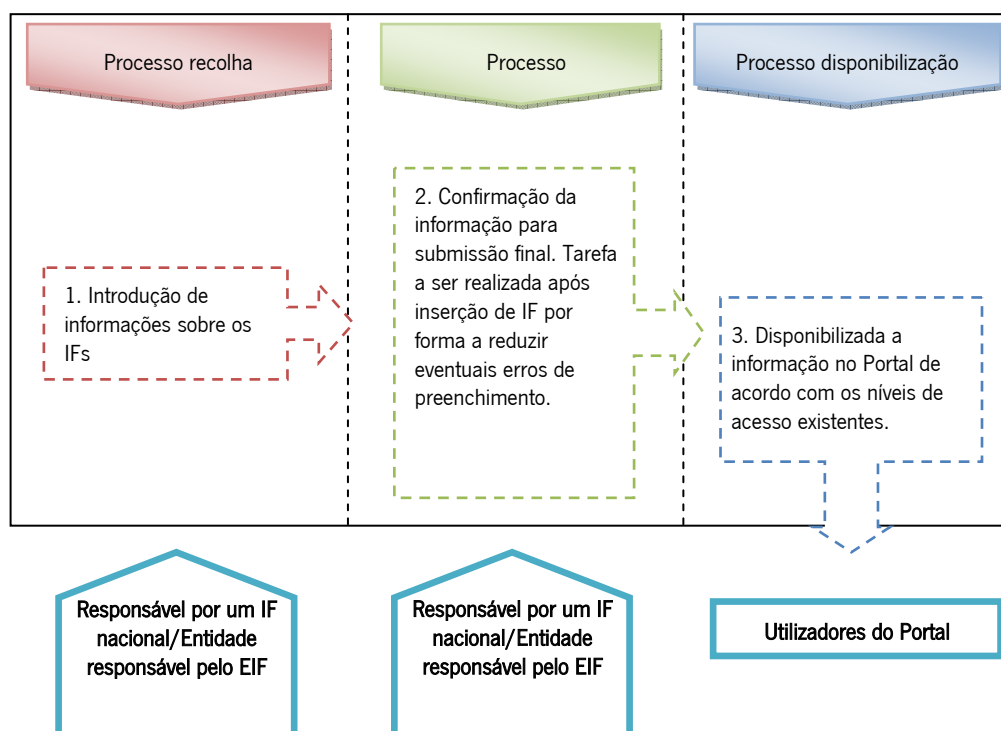 Processo recolha
Processo
Processo disponibilização
1. Introdução de
informações sobre os
IFs
2. Confirmação da
informação para
submissão final. Tarefa
a ser realizada após
inserção de IF por
forma a reduzir
eventuais erros de
preenchimento.
3. Disponibilizada a
informação no Portal de
acordo com os níveis de
acesso existentes.
Responsável por um IF
nacional/Entidade
responsável pelo EIF
Responsável por um IF
nacional/Entidade
responsável pelo EIF
Utilizadores do Portal